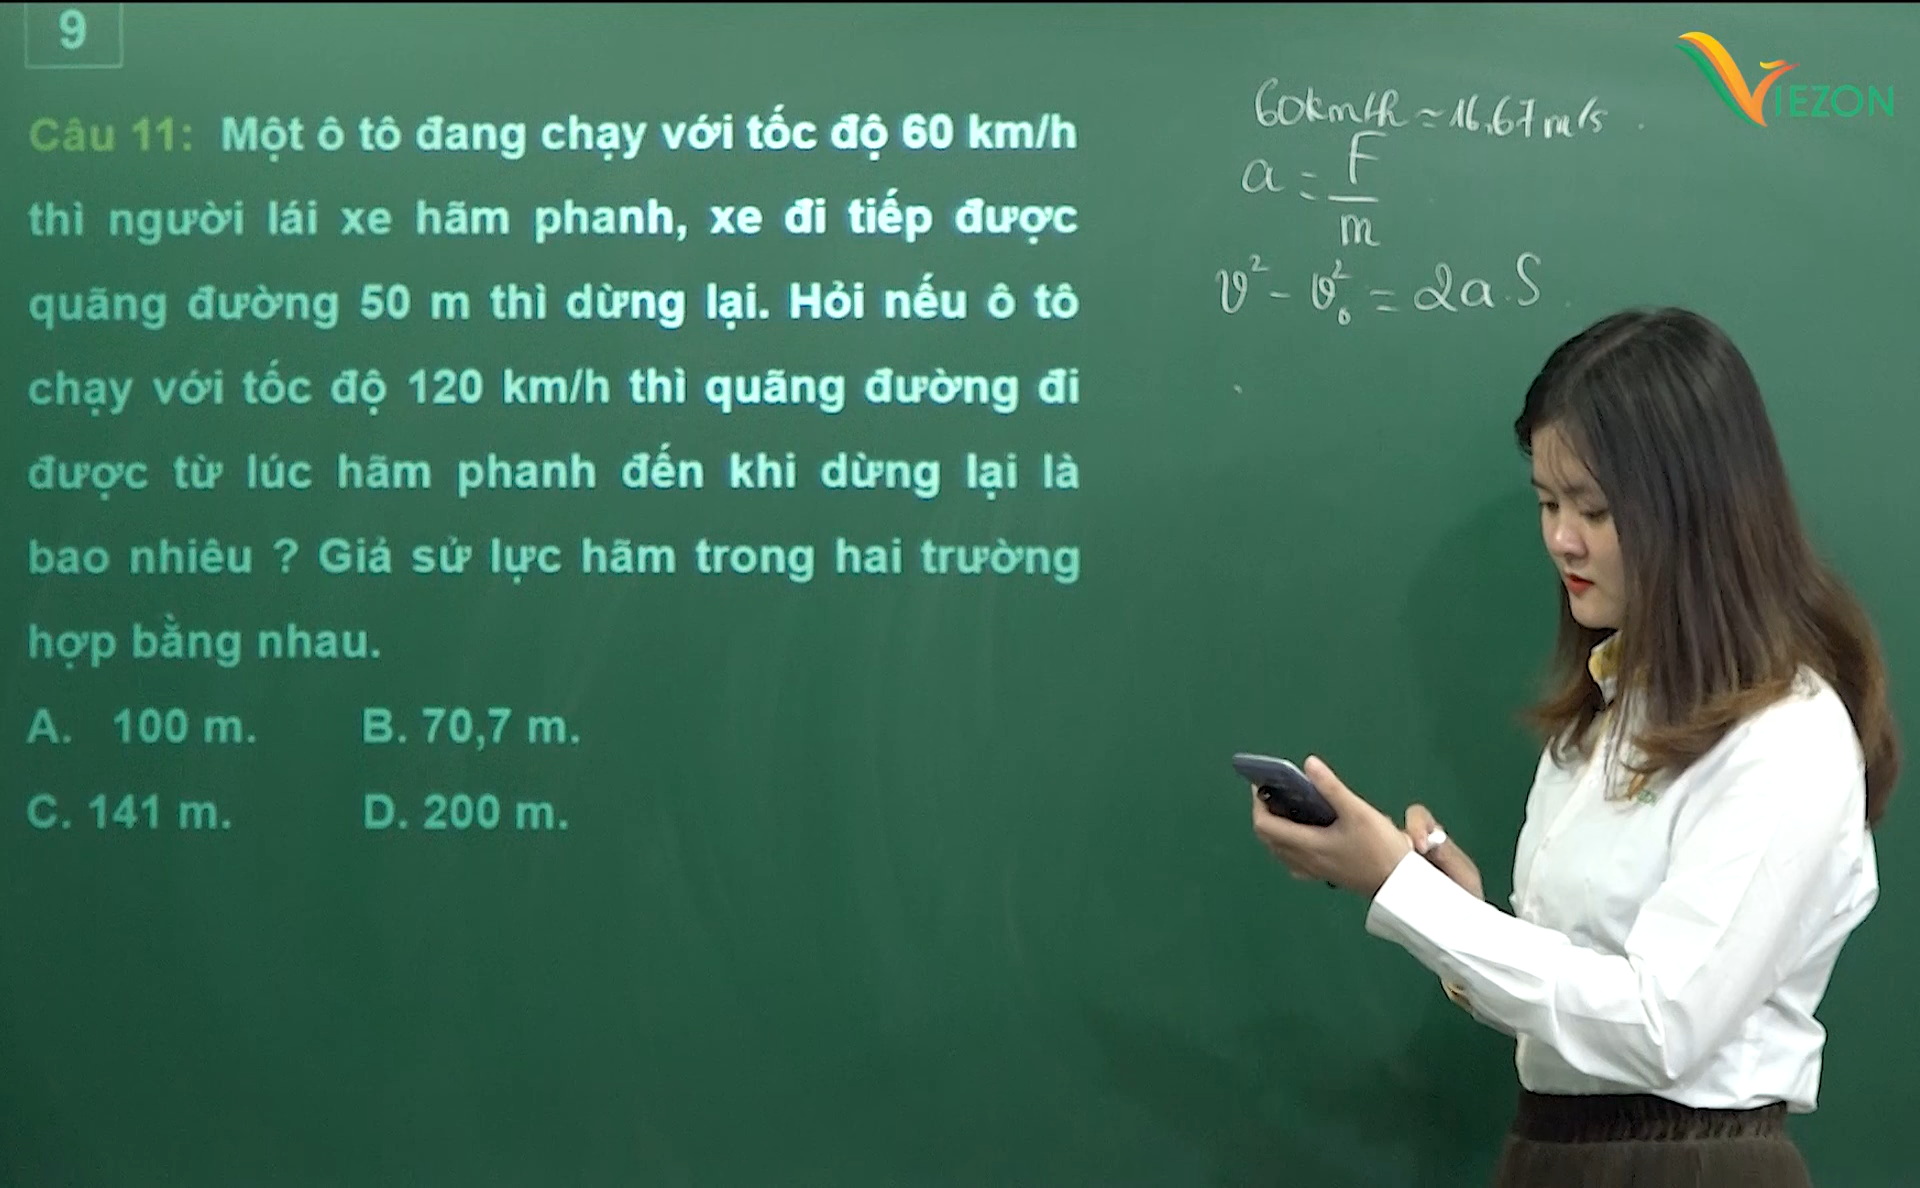 9
VIEZON
Câu 11: Một ô tô đang chạy với tốc độ 60 km/h
thì người lái xe hãm phanh, xe đi tiếp được
quãng đường 50 m thì dừng lại. Hỏi nếu ô tô
chạy với tốc độ 120 km/h thì quãng đường đi
được từ lúc hãm phanh đến khi dừng lại là
bao nhiêu ? Giả sử lực hãm trong hai trường
hợp bằng nhau.
A. 100 m. B. 70,7 m.
C. 141 m. D. 200 m.
60km/h = 16,67 m/s.
a = F/m
v² - v₀² = 2a.S